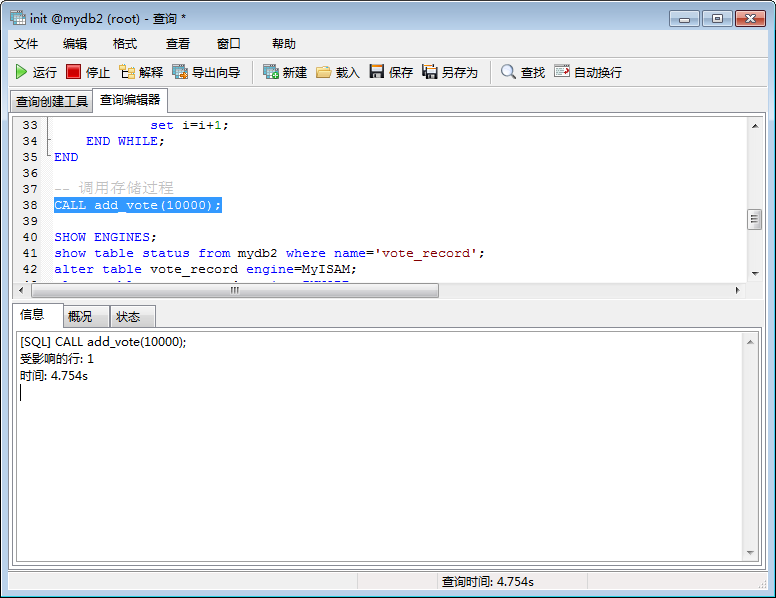 init @mydb2 (root) - 查询 *
文件 编辑 格式 查看 窗口 帮助
运行 停止 解释 导出向导 新建 载入 保存 另存为 查找 自动换行
查询创建工具 查询编辑器
33 set i=i+1;
34 END WHILE;
35 END
36
37 -- 调用存储过程
38 CALL add_vote(10000);
39
40 SHOW ENGINES;
41 show table status from mydb2 where name='vote_record';
42 alter table vote_record engine=MyISAM;
信息 概况 状态
[SQL] CALL add_vote(10000);
受影响的行: 1
时间: 4.754s
查询时间: 4.754s